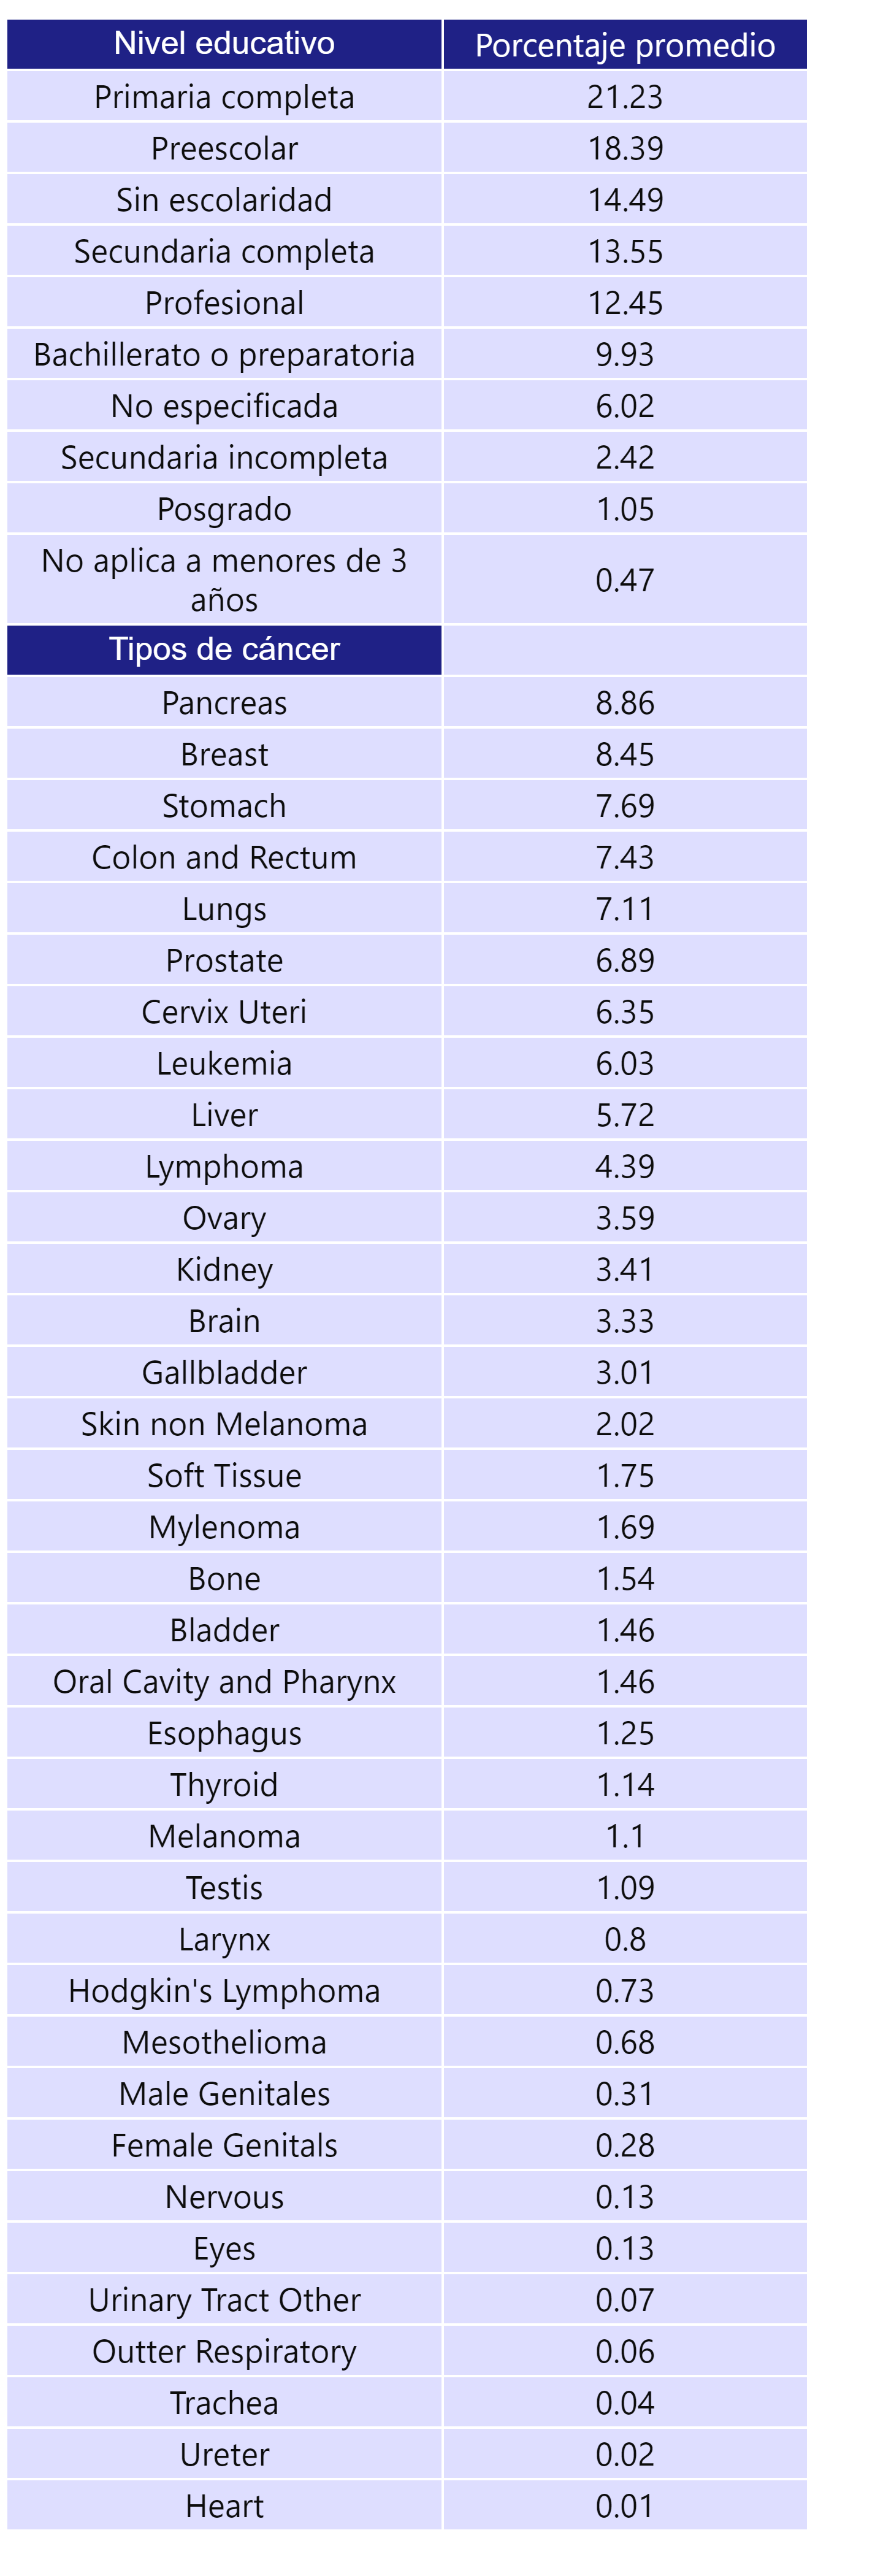 Nivel educativo Porcentaje promedio
Primaria completa 21.23
Preescolar 18.39
Sin escolaridad 14.49
Secundaria completa 13.55
Profesional 12.45
Bachillerato o preparatoria 9.93
No especificada 6.02
Secundaria incompleta 2.42
Posgrado 1.05
No aplica a menores de 3
años 0.47
Tipos de cáncer
Pancreas 8.86
Breast 8.45
Stomach 7.69
Colon and Rectum 7.43
Lungs 7.11
Prostate 6.89
Cervix Uteri 6.35
Leukemia 6.03
Liver 5.72
Lymphoma 4.39
Ovary 3.59
Kidney 3.41
Brain 3.33
Gallbladder 3.01
Skin non Melanoma 2.02
Soft Tissue 1.75
Mylenoma 1.69
Bone 1.54
Bladder 1.46
Oral Cavity and Pharynx 1.46
Esophagus 1.25
Thyroid 1.14
Melanoma 1.1
Testis 1.09
Larynx 0.8
Hodgkin's Lymphoma 0.73
Mesothelioma 0.68
Male Genitales 0.31
Female Genitals 0.28
Nervous 0.13
Eyes 0.13
Urinary Tract Other 0.07
Outter Respiratory 0.06
Trachea 0.04
Ureter 0.02
Heart 0.01